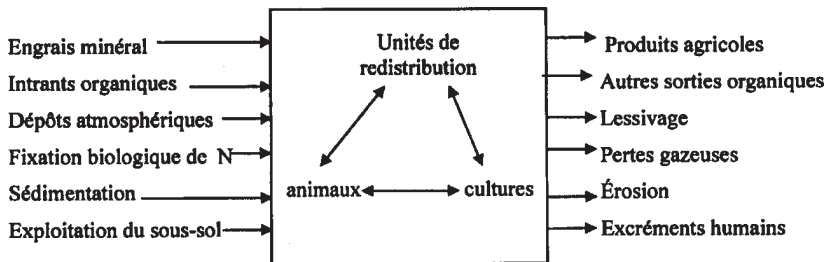 Engrais minéral
Intrants organiques
Dépôts atmosphériques
Fixation biologique de N
Sédimentation
Exploitation du sous-sol
Unités de
redistribution
animaux
cultures
Produits agricoles
Autres sorties organiques
Lessivage
Pertes gazeuses
Érosion
Excréments humains